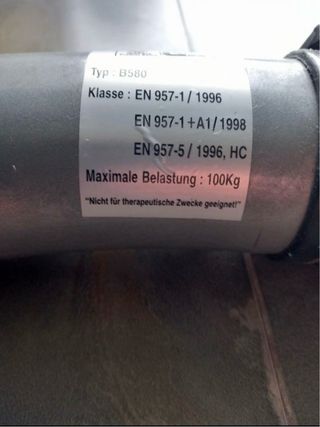 Typ : B580
Klasse : EN 957-1 / 1996
EN 957-1+A1/ 1998
EN 957-5 / 1996, HC
Maximale Belastung : 100Kg
"Nicht für therapeutische Zwecke geeignet!"